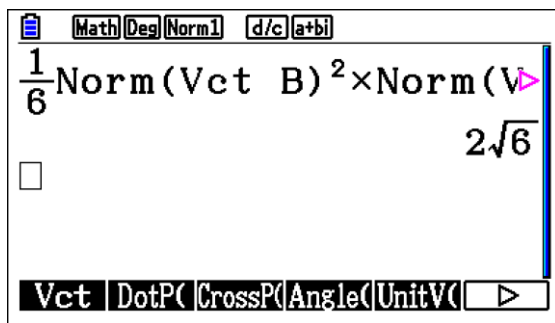 Math Deg Norm1 d/c a+bi
1/6 Norm(Vct B)²×Norm(V
2√6
Vct DotP( CrossP( Angle( UnitV( ▷